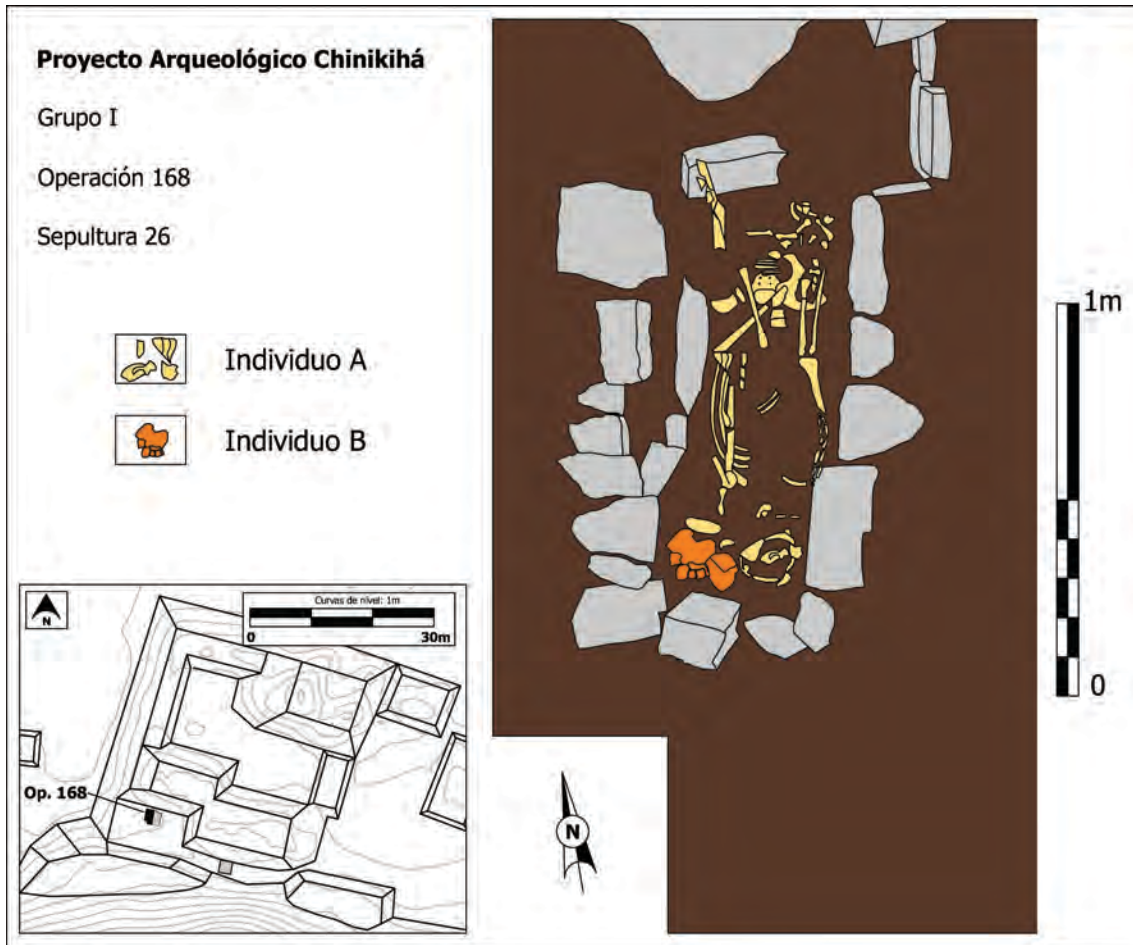 Proyecto Arqueológico Chinikihá
Grupo I
Operación 168
Sepultura 26
Individuo A
Individuo B
Curvas de nivel: 1m
0 30m
N
Op. 168
N
1m
0